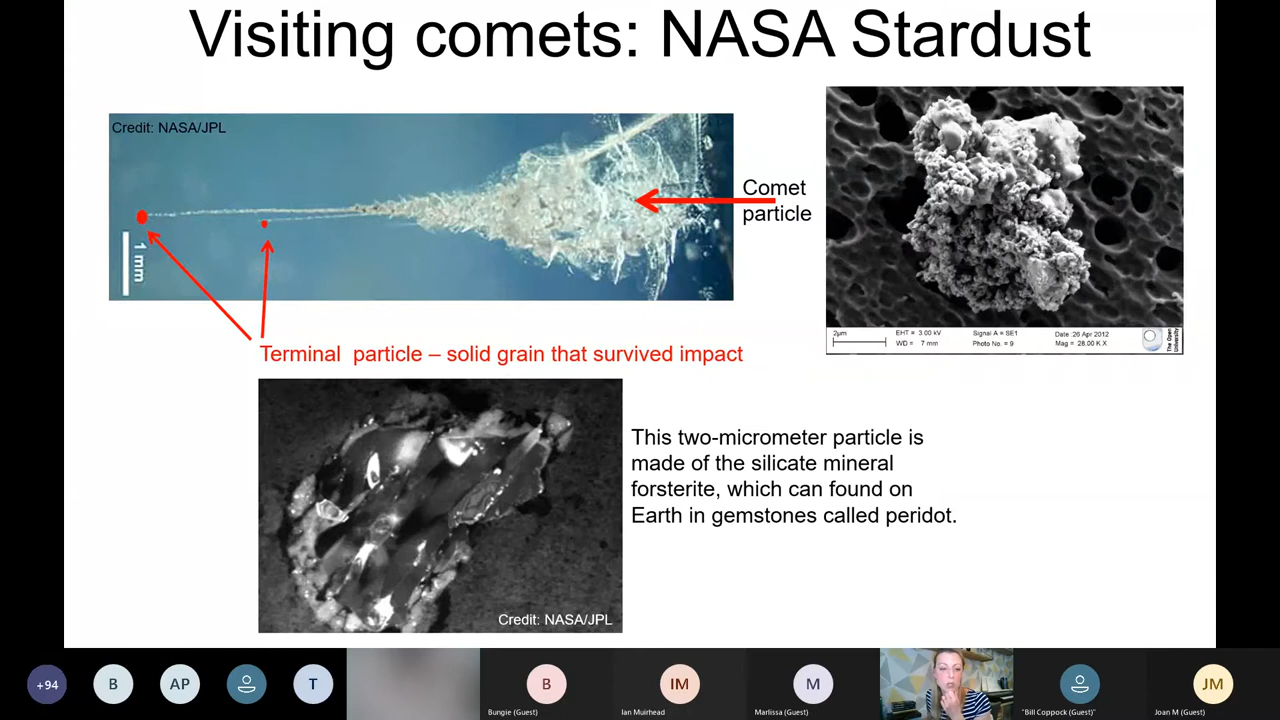 Visiting comets: NASA Stardust
Credit: NASA/JPL
Comet
particle
1 mm
Terminal particle – solid grain that survived impact
2µm
EHT = 3.00 kV
WD = 7 mm
Signal A = SE1
Photo No. = 9
Date :26 Apr 2012
Mag = 28.00 K X
The Open
University
This two-micrometer particle is
made of the silicate mineral
forsterite, which can found on
Earth in gemstones called peridot.
Credit: NASA/JPL
+94
B
AP
T
B
Bungie (Guest)
IM
Ian Muirhead
M
Marlissa (Guest)
"Bill Coppock (Guest)"
JM
Joan M (Guest)